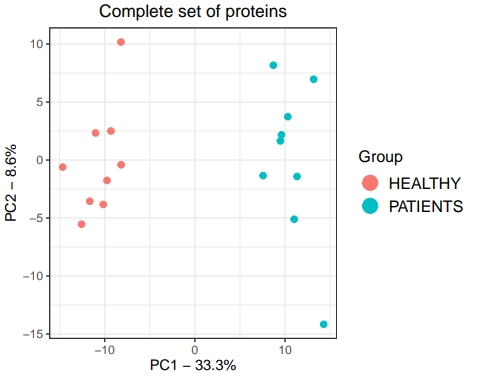 Complete set of proteins
10
5
0
−5
−10
−15
PC2 − 8.6%
−10 0 10
PC1 − 33.3%
Group
HEALTHY
PATIENTS